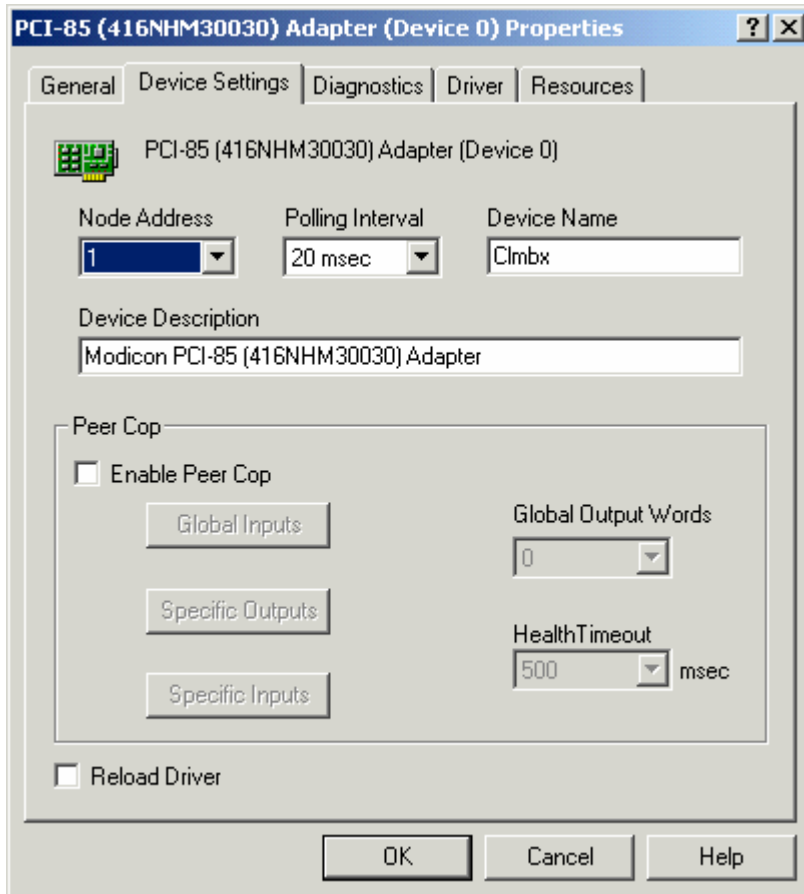 PCI-85 (416NHM30030) Adapter (Device 0) Properties
General Device Settings Diagnostics Driver Resources
PCI-85 (416NHM30030) Adapter (Device 0)
Node Address Polling Interval Device Name
1 20 msec Clmbx
Device Description
Modicon PCI-85 (416NHM30030) Adapter
Peer Cop
Enable Peer Cop
Global Inputs
Global Output Words
0
Specific Outputs
HealthTimeout
500 msec
Specific Inputs
Reload Driver
OK Cancel Help